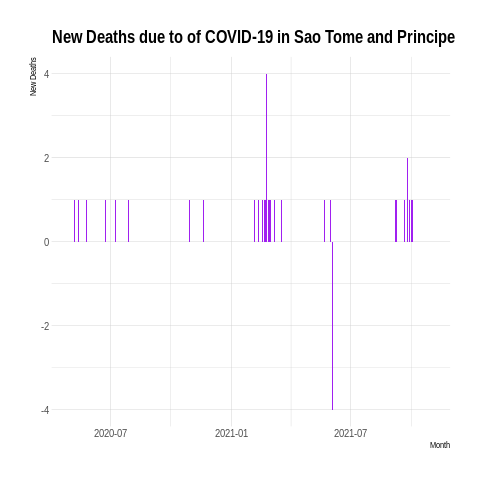 New Deaths due to of COVID-19 in Sao Tome and Principe
New Deaths
4
2
0
-2
-4
2020-07
2021-01
2021-07
Month